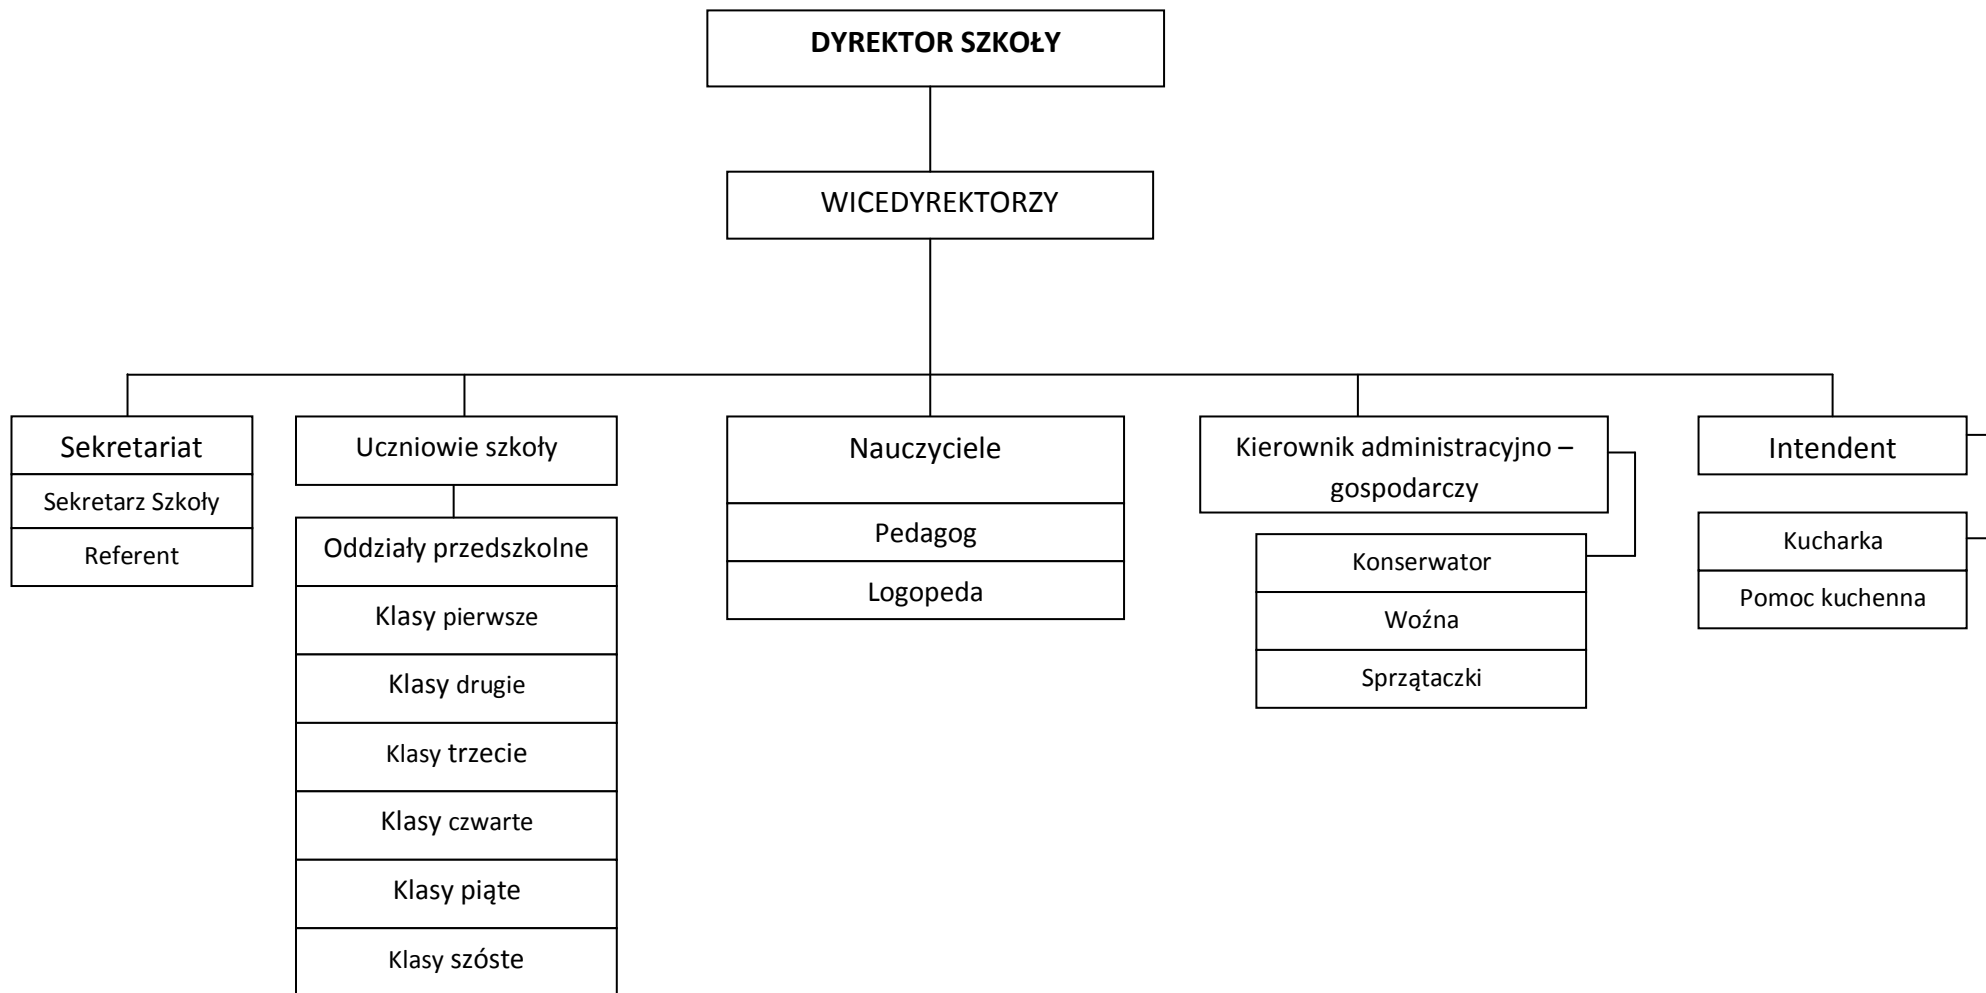 DYREKTOR SZKOŁY
WICEDYREKTORZY
Sekretariat
Sekretarz Szkoły
Referent
Uczniowie szkoły
Oddziały przedszkolne
Klasy pierwsze
Klasy drugie
Klasy trzecie
Klasy czwarte
Klasy piąte
Klasy szóste
Nauczyciele
Pedagog
Logopeda
Kierownik administracyjno –
gospodarczy
Konserwator
Woźna
Sprzątaczki
Intendent
Kucharka
Pomoc kuchenna